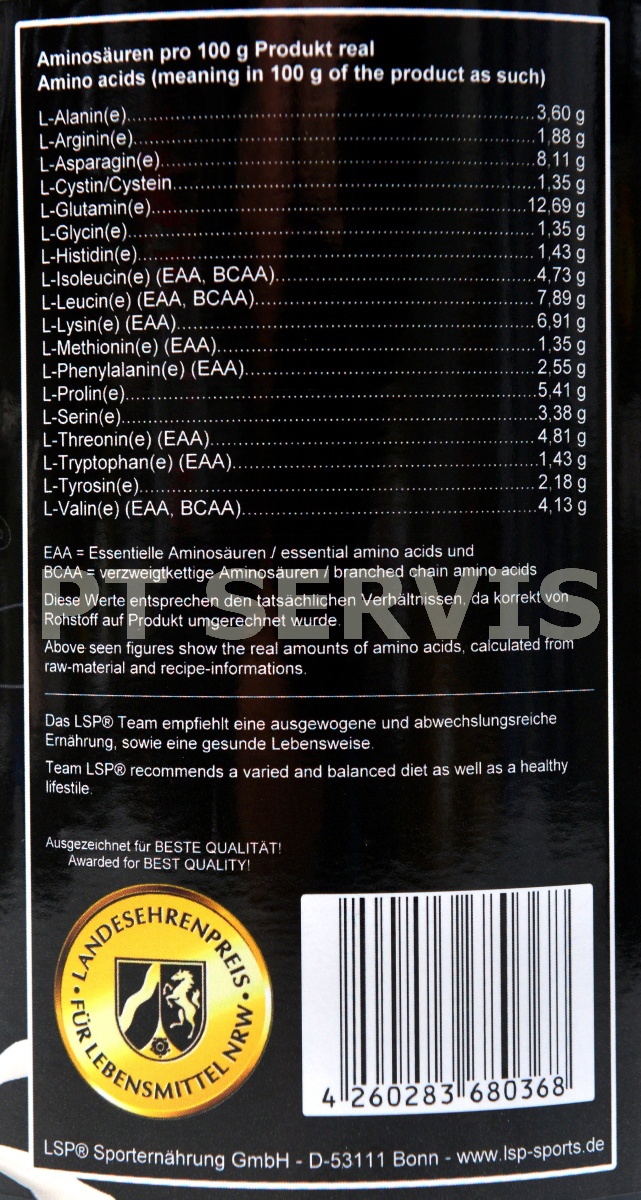 Aminosäuren pro 100 g Produkt real
Amino acids (meaning in 100 g of the product as such)
L-Alanin(e)..................3,60 g
L-Arginin(e)..................1,88 g
L-Asparagin(e)..................8,11 g
L-Cystin/Cystein..................1,35 g
L-Glutamin(e)..................12,69 g
L-Glycin(e)..................1,35 g
L-Histidin(e)..................1,43 g
L-Isoleucin(e) (EAA, BCAA)..................4,73 g
L-Leucin(e) (EAA, BCAA)..................7,89 g
L-Lysin(e) (EAA)..................6,91 g
L-Methionin(e) (EAA)..................1,35 g
L-Phenylalanin(e) (EAA)..................2,55 g
L-Prolin(e)..................5,41 g
L-Serin(e)..................3,38 g
L-Threonin(e) (EAA)..................4,81 g
L-Tryptophan(e) (EAA)..................1,43 g
L-Tyrosin(e)..................2,18 g
L-Valin(e) (EAA, BCAA)..................4,13 g
EAA = Essentielle Aminosäuren / essential amino acids und
BCAA = verzweigtkettige Aminosäuren / branched chain amino acids
PT SERVIS
Diese Werte entsprechen den tatsächlichen Verhältnissen, da korrekt von
Rohstoff auf Produkt umgerechnet wurde.
Above seen figures show the real amounts of amino acids, calculated from
raw-material and recipe-informations.
Das LSP® Team empfiehlt eine ausgewogene und abwechslungsreiche
Ernährung, sowie eine gesunde Lebensweise.
Team LSP® recommends a varied and balanced diet as well as a healthy
lifestile.
Ausgezeichnet für BESTE QUALITÄT!
Awarded for BEST QUALITY!
• LANDESEHRENPREIS •
FÜR LEBENSMITTEL NRW
4 260283 680368
LSP® Sporternährung GmbH - D-53111 Bonn - www.lsp-sports.de